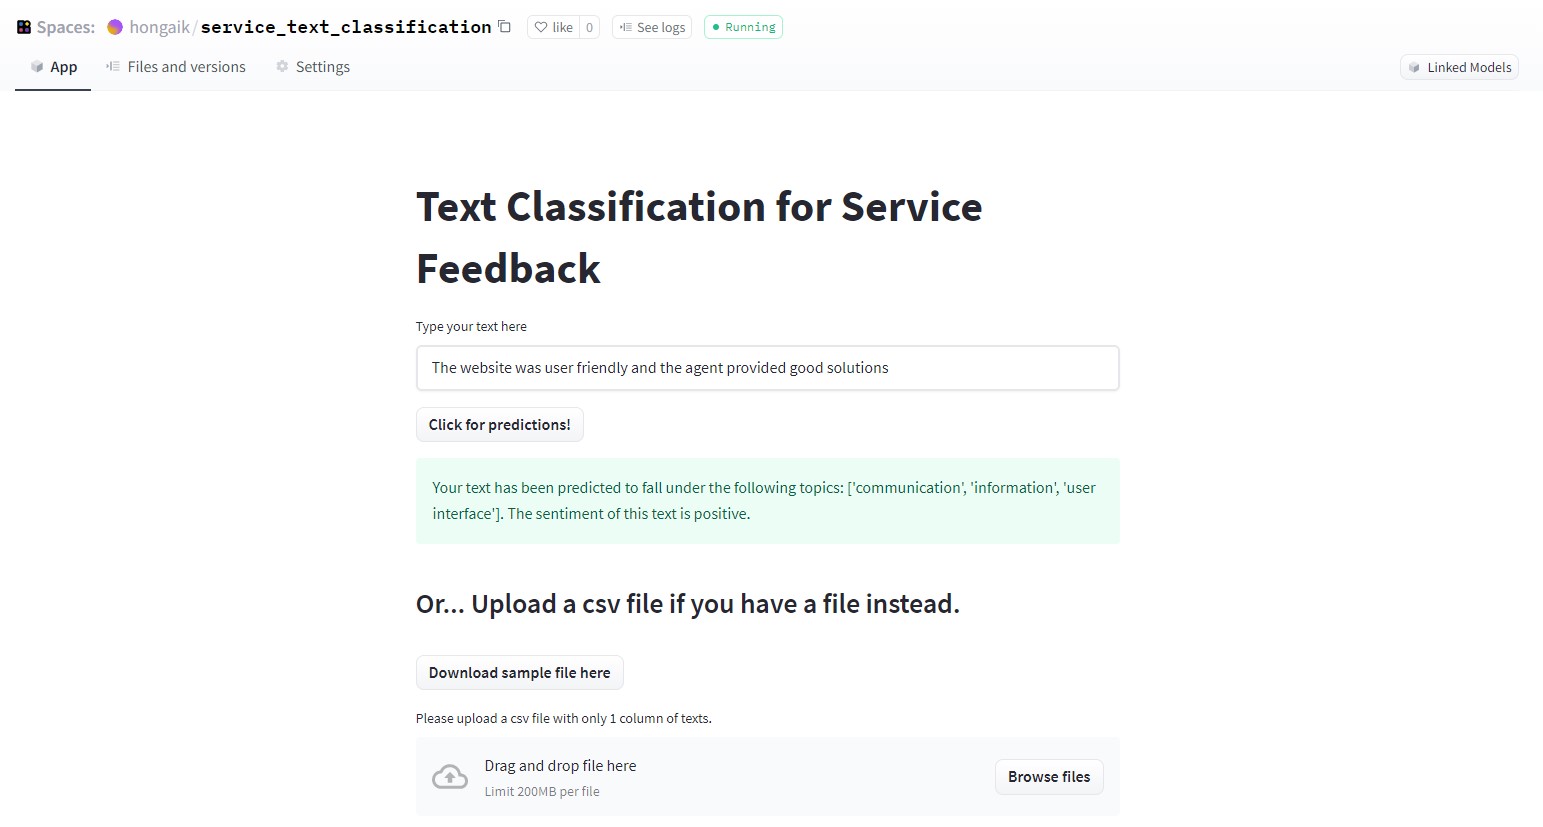 Spaces: hongaik/service_text_classification like 0 See logs Running
App Files and versions Settings Linked Models
Text Classification for Service
Feedback
Type your text here
The website was user friendly and the agent provided good solutions
Click for predictions!
Your text has been predicted to fall under the following topics: ['communication', 'information', 'user
interface']. The sentiment of this text is positive.
Or... Upload a csv file if you have a file instead.
Download sample file here
Please upload a csv file with only 1 column of texts.
Drag and drop file here
Limit 200MB per file
Browse files